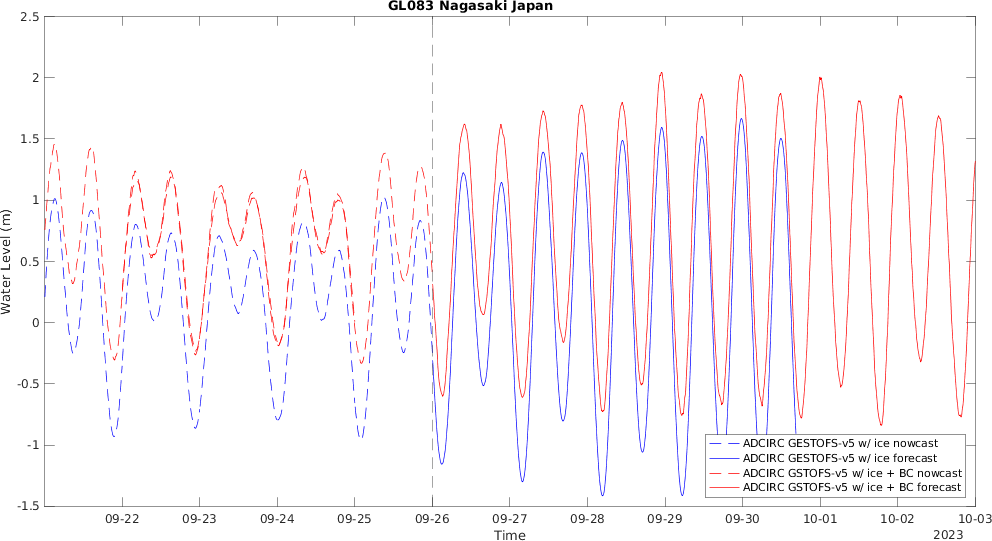 GL083 Nagasaki Japan
2.5
2
1.5
1
0.5
0
-0.5
-1
-1.5
Water Level (m)
ADCIRC GESTOFS-v5 w/ ice nowcast
ADCIRC GESTOFS-v5 w/ ice forecast
ADCIRC GSTOFS-v5 w/ ice + BC nowcast
ADCIRC GSTOFS-v5 w/ ice + BC forecast
09-22 09-23 09-24 09-25 09-26 09-27 09-28 09-29 09-30 10-01 10-02 10-03
Time
2023